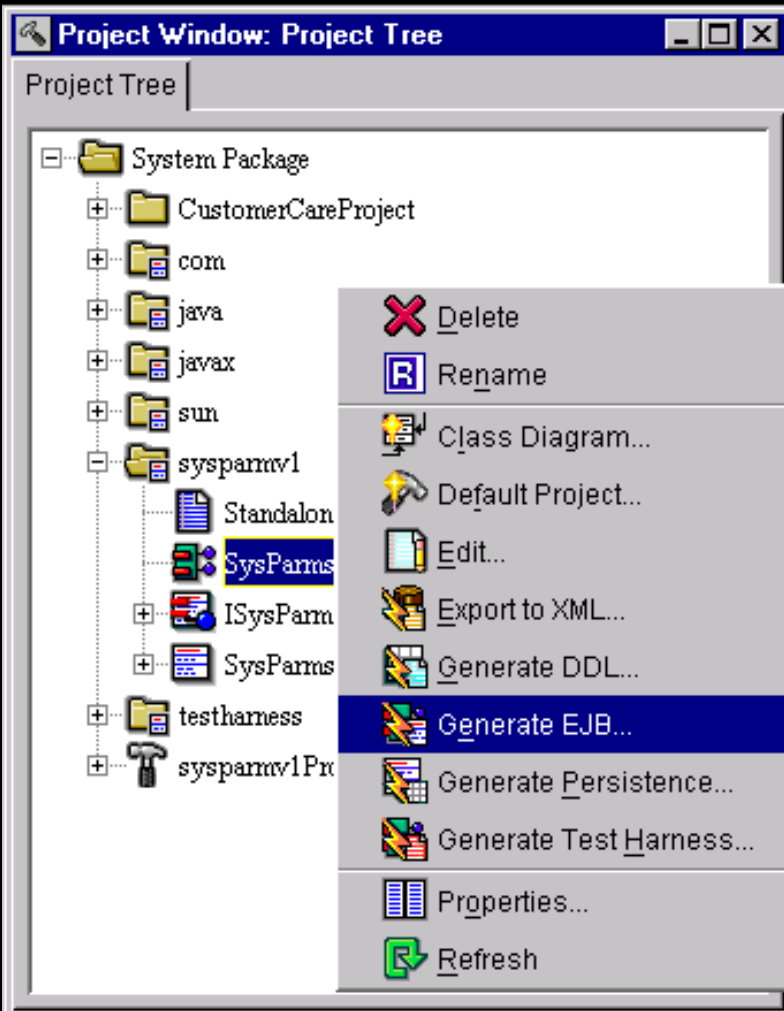 Project Window: Project Tree
Project Tree
System Package
CustomerCareProject
com
java
javax
sun
sysparmv1
Standalon
SysParms
ISysParm
SysParms
testharness
sysparmv1Pr
Delete
Rename
Class Diagram...
Default Project...
Edit...
Export to XML...
Generate DDL...
Generate EJB...
Generate Persistence...
Generate Test Harness...
Properties...
Refresh